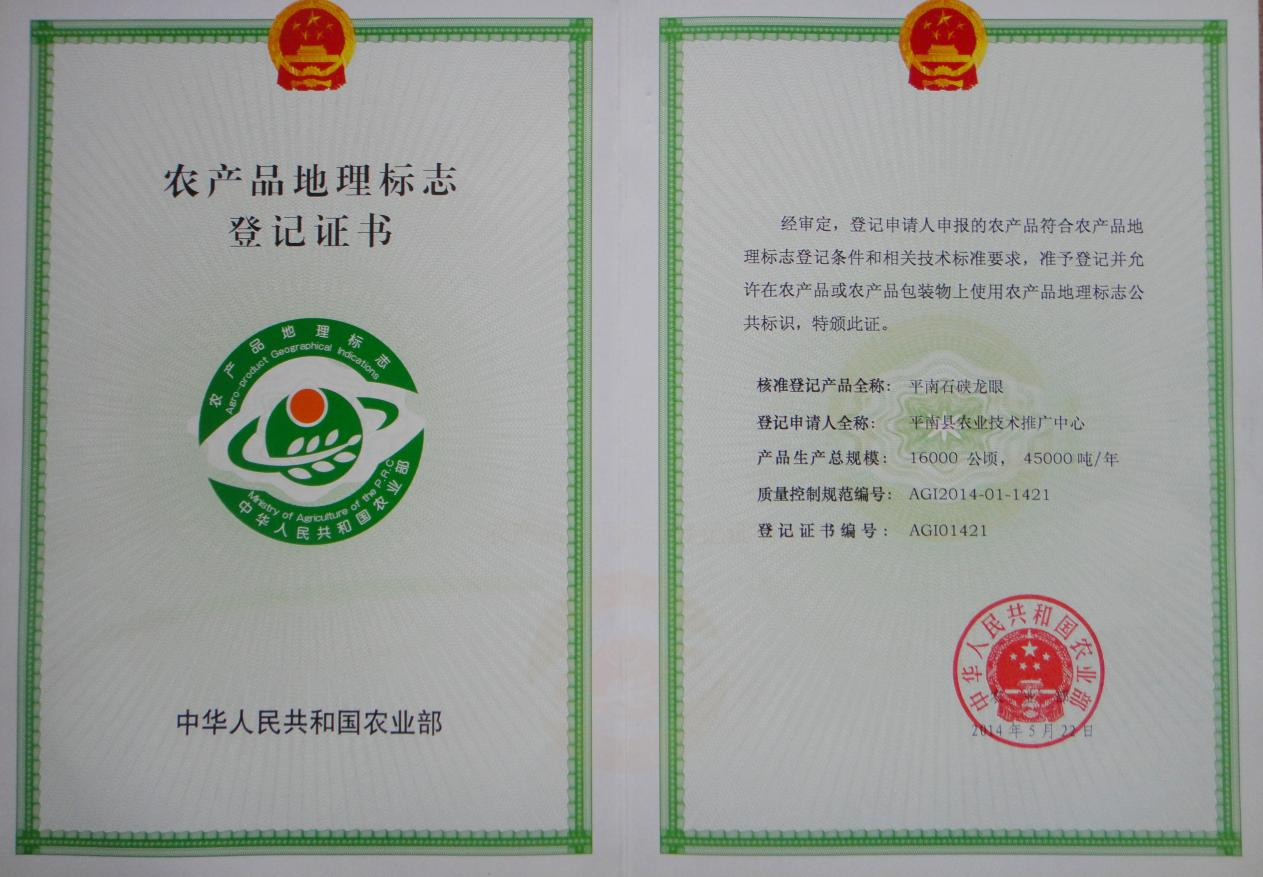 农产品地理标志
登记证书
农产品地理标志
Agro-product Geographical Indications
Ministry of Agriculture of the P.R.C
中华人民共和国农业部
中华人民共和国农业部
经审定，登记申请人申报的农产品符合农产品地
理标志登记条件和相关技术标准要求，准予登记并允
许在农产品或农产品包装物上使用农产品地理标志公
共标识，特颁此证。
核准登记产品全称： 平南石硖龙眼
登记申请人全称： 平南县农业技术推广中心
产品生产总规模： 16000 公顷， 45000吨/年
质量控制规范编号： AGI2014-01-1421
登记证书编号： AGI01421
中华人民共和国农业部
2014年5月22日